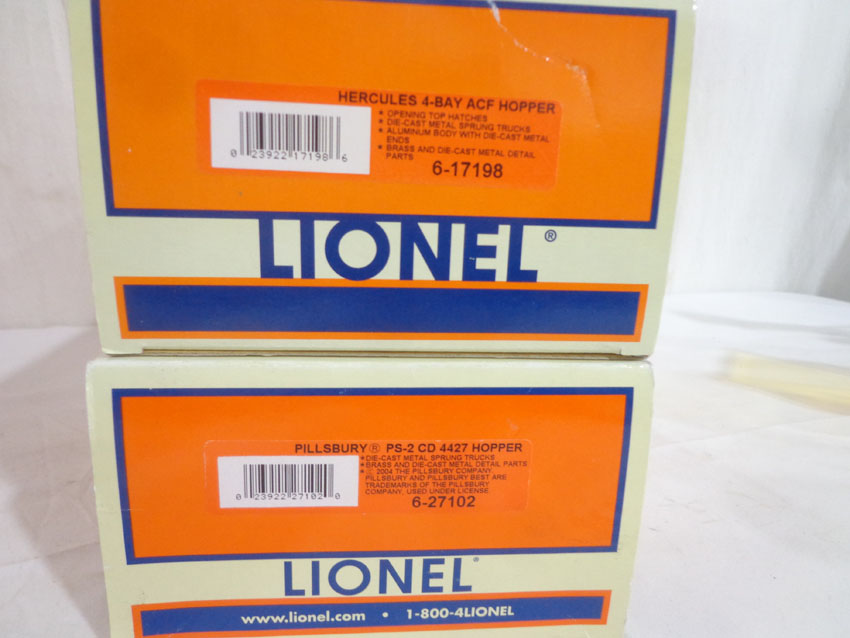 HERCULES 4-BAY ACF HOPPER
• OPENING TOP HATCHES
• DIE-CAST METAL SPRUNG TRUCKS
• ALUMINUM BODY WITH DIE-CAST METAL
ENDS
• BRASS AND DIE-CAST METAL DETAIL
PARTS
6-17198
0 23922 17198 6
LIONEL®
PILLSBURY® PS-2 CD 4427 HOPPER
•DIE-CAST METAL SPRUNG TRUCKS
•BRASS AND DIE-CAST METAL DETAIL PARTS
•© 2004 THE PILLSBURY COMPANY.
PILLSBURY AND PILLSBURY BEST ARE
TRADEMARKS OF THE PILLSBURY
COMPANY, USED UNDER LICENSE
6-27102
0 23922 27102 0
LIONEL®
www.lionel.com • 1-800-4LIONEL